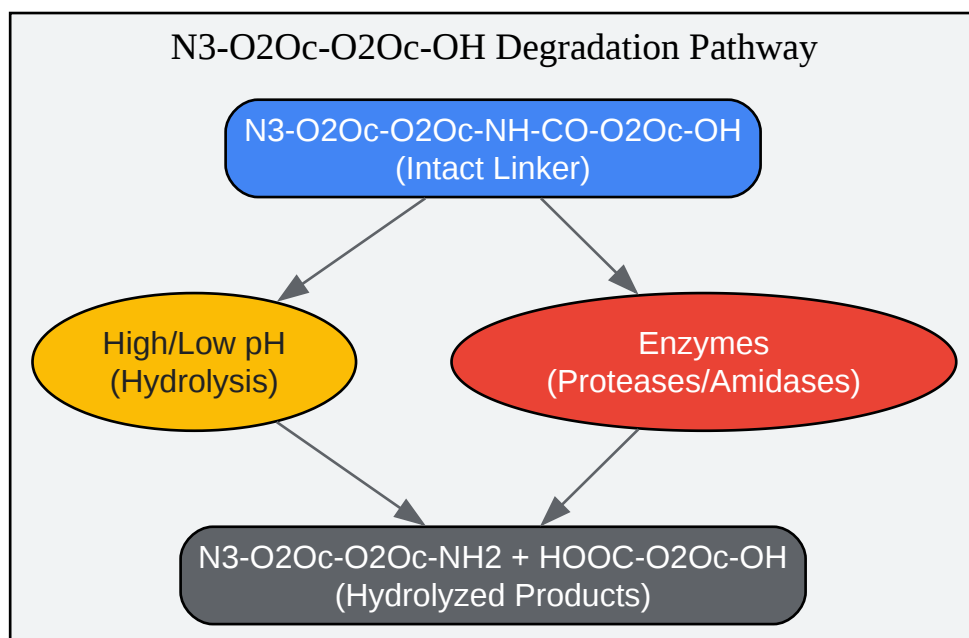 N3-O2Oc-O2Oc-OH Degradation Pathway
N3-O2Oc-O2Oc-NH-CO-O2Oc-OH
(Intact Linker)
High/Low pH
(Hydrolysis)
Enzymes
(Proteases/Amidases)
N3-O2Oc-O2Oc-NH2 + HOOC-O2Oc-OH
(Hydrolyzed Products)